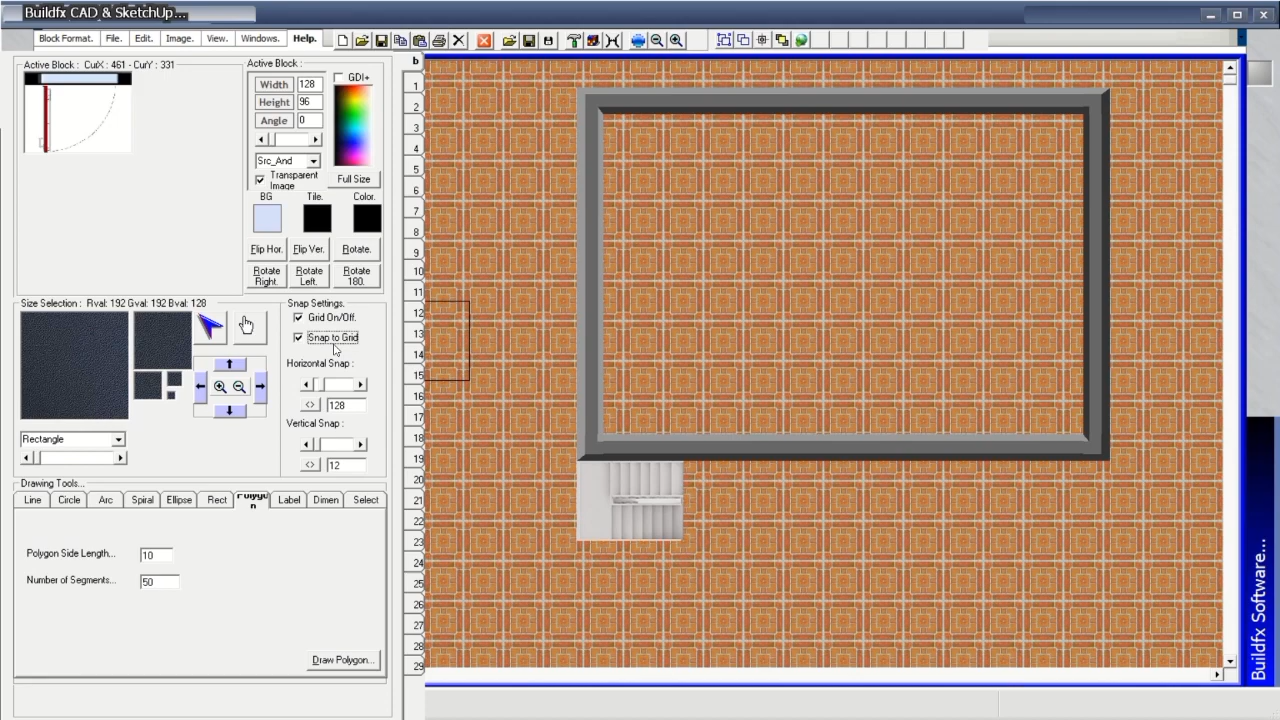 Buildfx CAD & SketchUp...
Block Format. File. Edit. Image. View. Windows. Help.
Active Block : CurX : 461 - CurY : 331
Active Block :
Width 128
GDI+
Height 96
Angle 0
Src_And
Transparent
Image
Full Size
BG Tile. Color.
Flip Hor. Flip Ver. Rotate.
Rotate
Right.
Rotate
Left.
Rotate
180.
Size Selection : Rval: 192 Gval: 192 Bval: 128
Snap Settings.
Grid On/Off.
Snap to Grid
Horizontal Snap :
<> 128
Vertical Snap :
<> 12
Rectangle
Drawing Tools...
Line Circle Arc Spiral Ellipse Rect Polygo
n Label Dimen Select
Polygon Side Length... 10
Number of Segments... 50
Draw Polygon...
b
1
2
3
4
5
6
7
8
9
10
11
12
13
14
15
16
17
18
19
20
21
22
23
24
25
26
27
28
29
Buildfx Software...